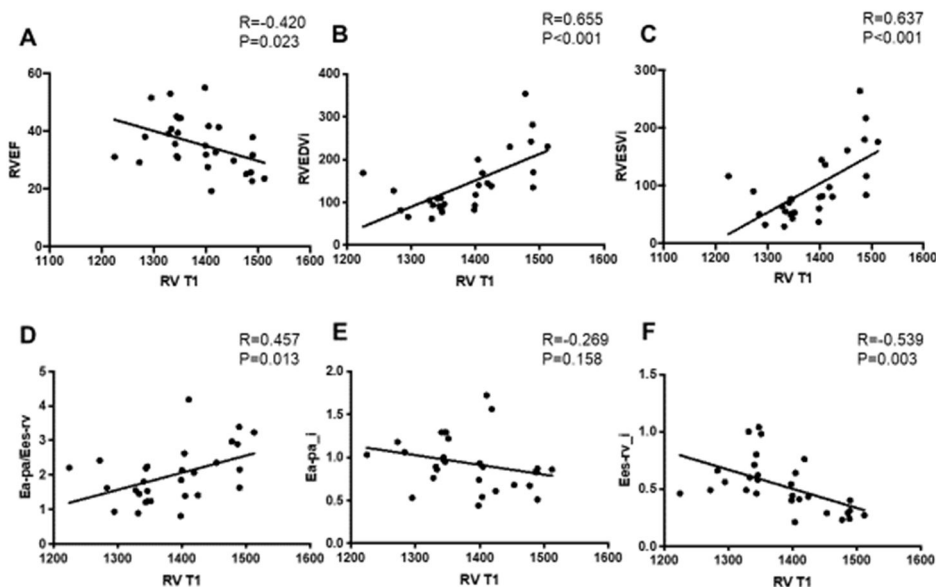 A
R=-0.420
P=0.023
RVEF
60
40
20
0
1100 1200 1300 1400 1500 1600
RV T1
B
R=0.655
P<0.001
RVEDVi
400
300
200
100
0
1200 1300 1400 1500 1600
RV T1
C
R=0.637
P<0.001
RVESVi
300
200
100
0
1200 1300 1400 1500 1600
RV T1
D
R=0.457
P=0.013
Ea-pa/Ees-rv
5
4
3
2
1
0
1200 1300 1400 1500 1600
RV T1
E
R=-0.269
P=0.158
Ea-pa_i
2.0
1.5
1.0
0.5
0.0
1200 1300 1400 1500 1600
RV T1
F
R=-0.539
P=0.003
Ees-rv_i
1.5
1.0
0.5
0.0
1200 1300 1400 1500 1600
RV T1